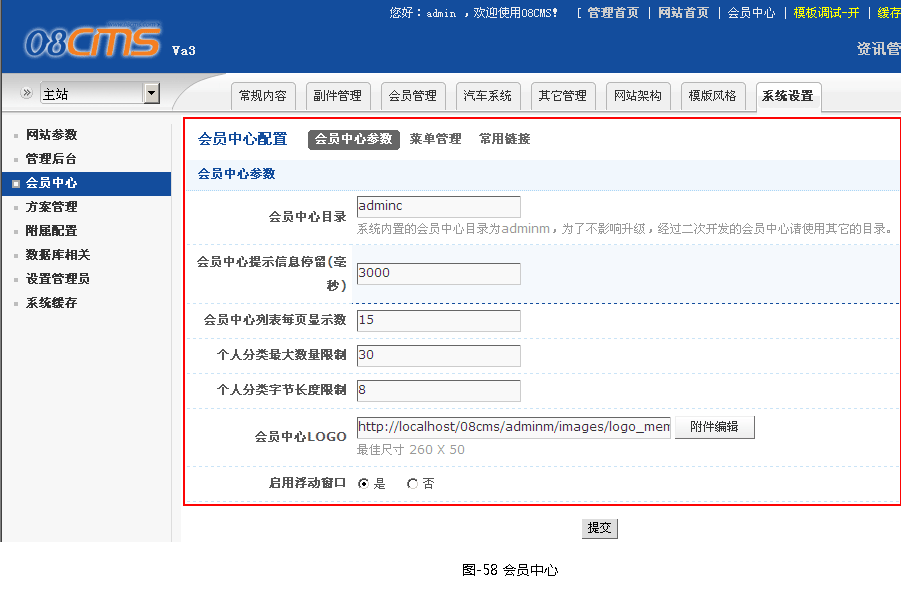 您好：admin ，欢迎使用08CMS! [ 管理首页 | 网站首页 | 会员中心 | 模板调试-开 | 缓存
08CMS Va3
资讯管
主站
常规内容 副件管理 会员管理 汽车系统 其它管理 网站架构 模版风格 系统设置
网站参数
管理后台
会员中心
方案管理
附属配置
数据库相关
设置管理员
系统缓存
会员中心配置 会员中心参数 菜单管理 常用链接
会员中心参数
会员中心目录 adminc
系统内置的会员中心目录为adminm，为了不影响升级，经过二次开发的会员中心请使用其它的目录。
会员中心提示信息停留(毫
秒) 3000
会员中心列表每页显示数 15
个人分类最大数量限制 30
个人分类字节长度限制 8
会员中心LOGO http://localhost/08cms/adminm/images/logo_mem 附件编辑
最佳尺寸 260 X 50
启用浮动窗口 是 否
提交
图-58 会员中心